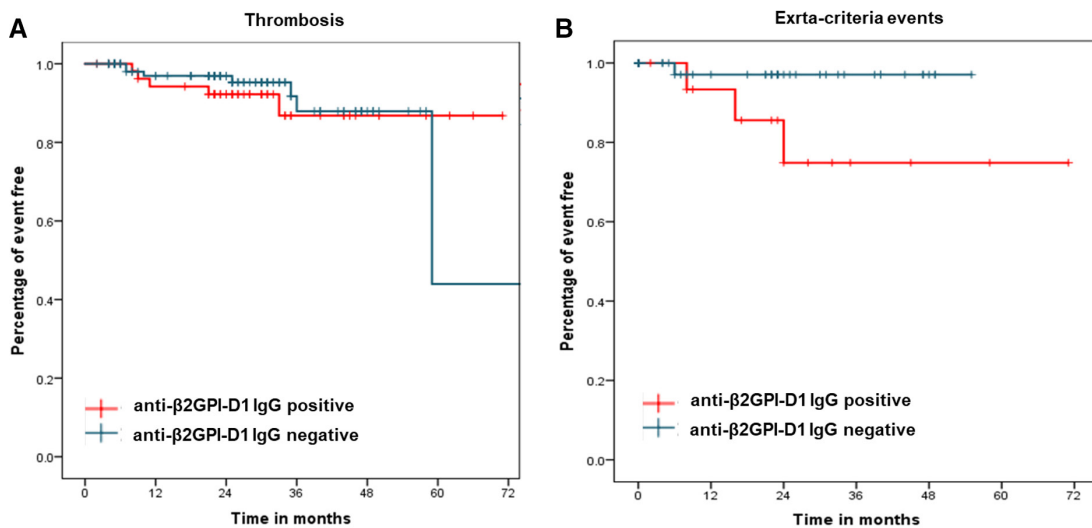 A
Thrombosis
Percentage of event free
1.0
0.8
0.6
0.4
0.2
0.0
anti-β2GPI-D1 IgG positive
anti-β2GPI-D1 IgG negative
0 12 24 36 48 60 72
Time in months
B
Exrta-criteria events
Percentage of event free
1.0
0.8
0.6
0.4
0.2
0.0
anti-β2GPI-D1 IgG positive
anti-β2GPI-D1 IgG negative
0 12 24 36 48 60 72
Time in months